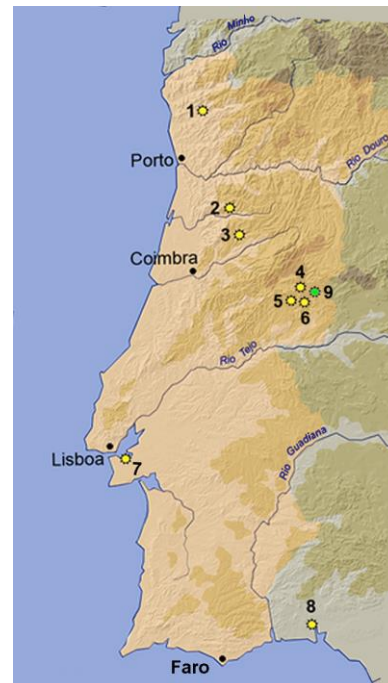 Rio
Minho
1
Porto
Rio Douro
2
3
Coimbra
4
9
5
6
Rio Tejo
Rio Guadiana
Lisboa
7
8
Faro